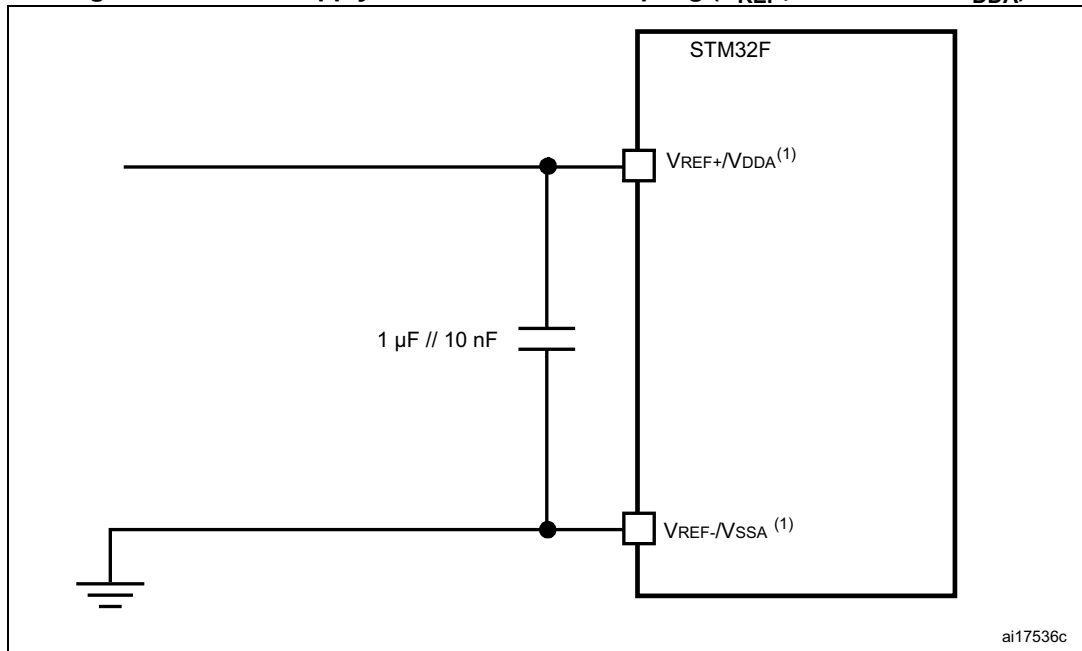 STM32F
VREF+/VDDA(1)
1 µF // 10 nF
VREF-/VSSA (1)
ai17536c